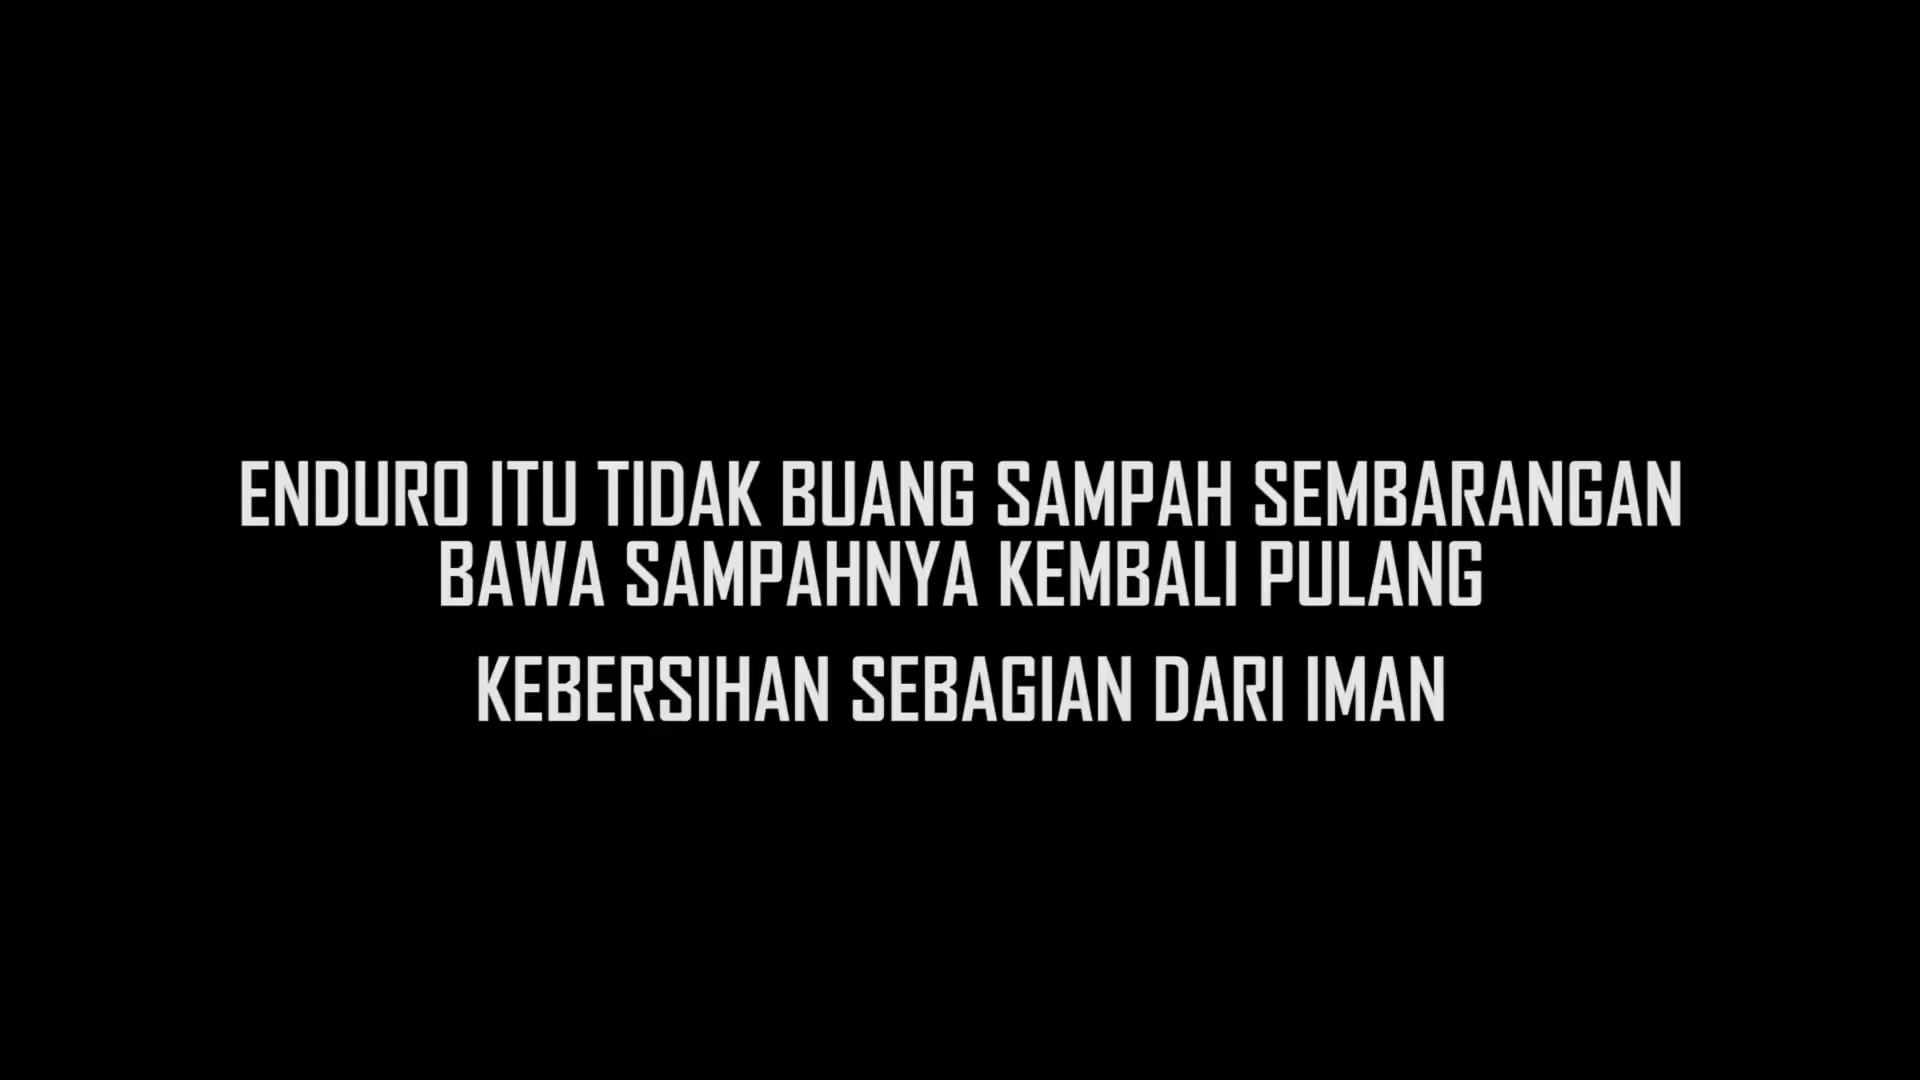 ENDURO ITU TIDAK BUANG SAMPAH SEMBARANGAN
BAWA SAMPAHNYA KEMBALI PULANG
KEBERSIHAN SEBAGIAN DARI IMAN